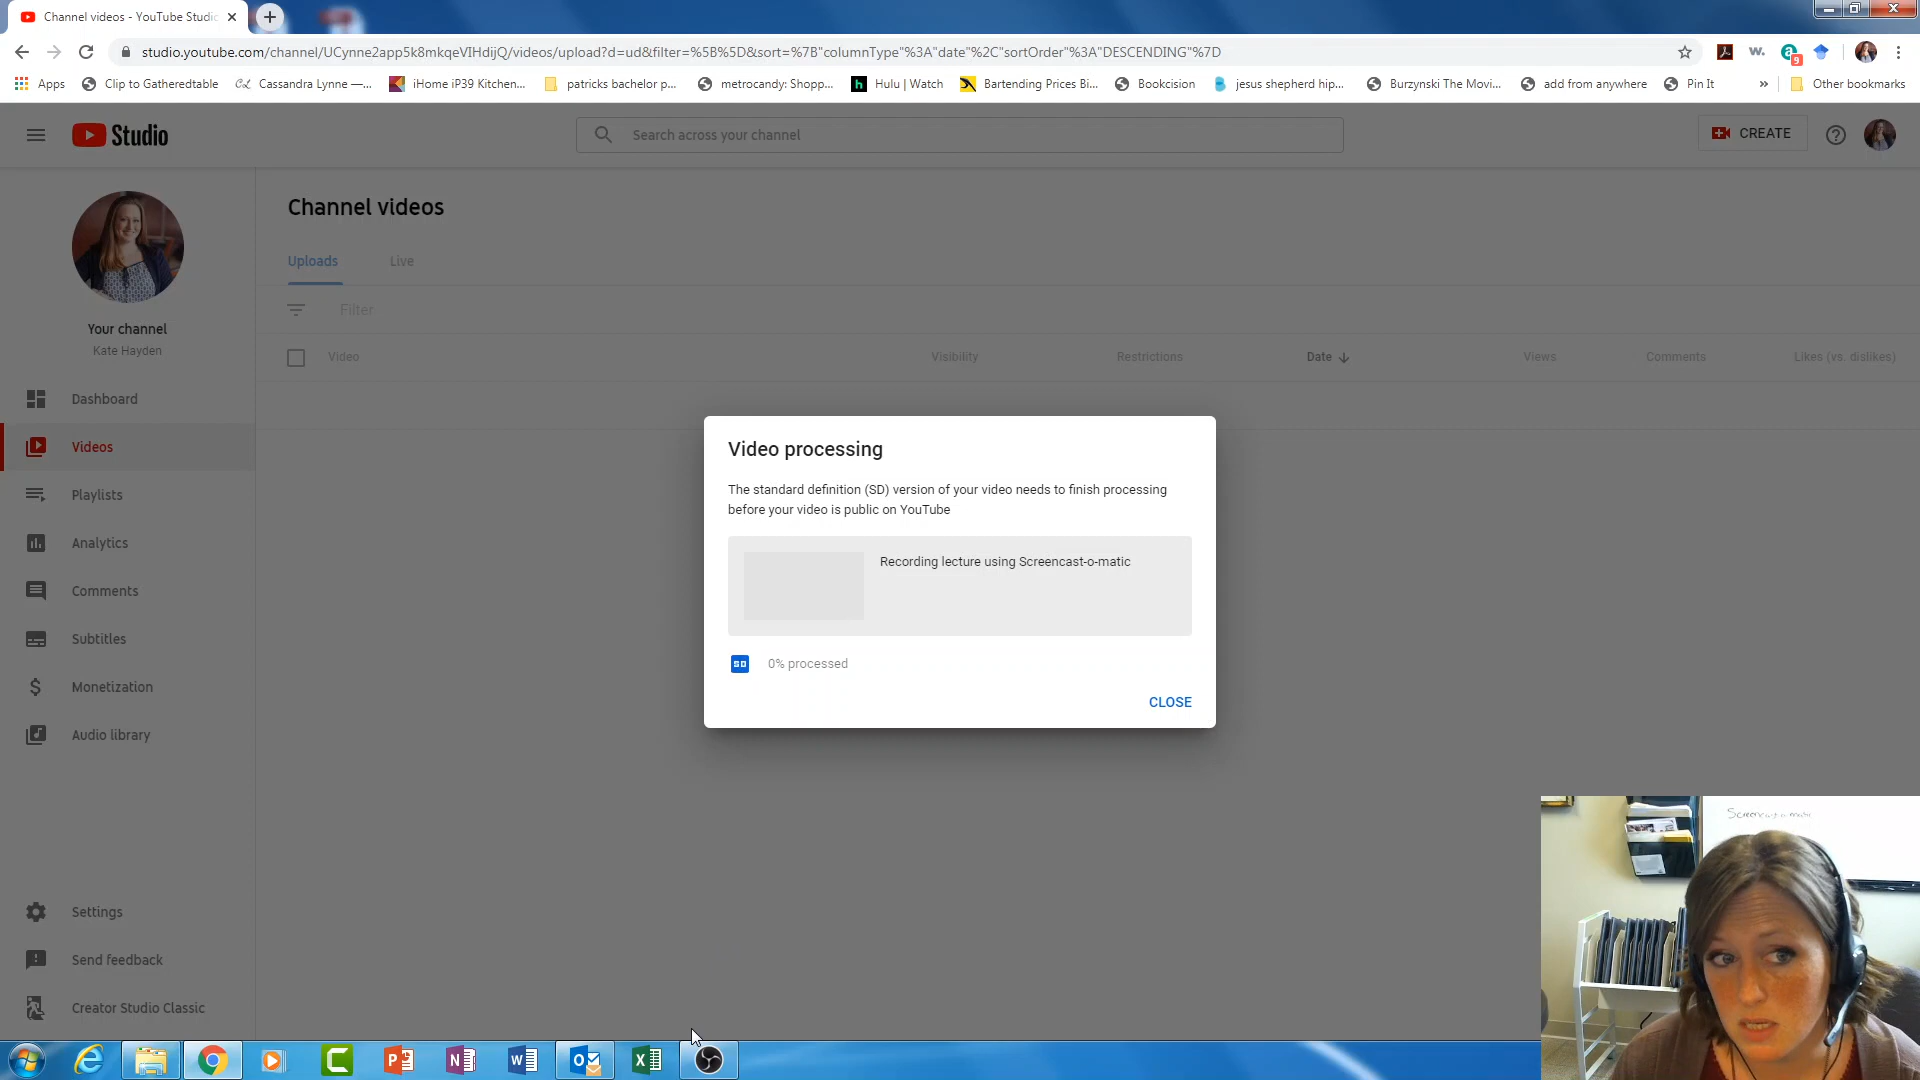 Channel videos - YouTube Studio
studio.youtube.com/channel/UCynne2app5k8mkqeVIHdijQ/videos/upload?d=ud&filter=%5B%5D&sort=%7B"columnType"%3A"date"%2C"sortOrder"%3A"DESCENDING"%7D
w. a 9
Apps Clip to Gatheredtable CL Cassandra Lynne —... iHome iP39 Kitchen... patricks bachelor p... metrocandy: Shopp... h Hulu | Watch Bartending Prices Bi... Bookcision jesus shepherd hip... Burzynski The Movi... add from anywhere Pin It » Other bookmarks
Studio
Search across your channel
CREATE
Channel videos
Uploads Live
Filter
Video Visibility Restrictions Date Views Comments Likes (vs. dislikes)
Your channel
Kate Hayden
Dashboard
Videos
Playlists
Analytics
Comments
Subtitles
Monetization
Audio library
Settings
Send feedback
Creator Studio Classic
Video processing
The standard definition (SD) version of your video needs to finish processing
before your video is public on YouTube
Recording lecture using Screencast-o-matic
SD 0% processed
CLOSE